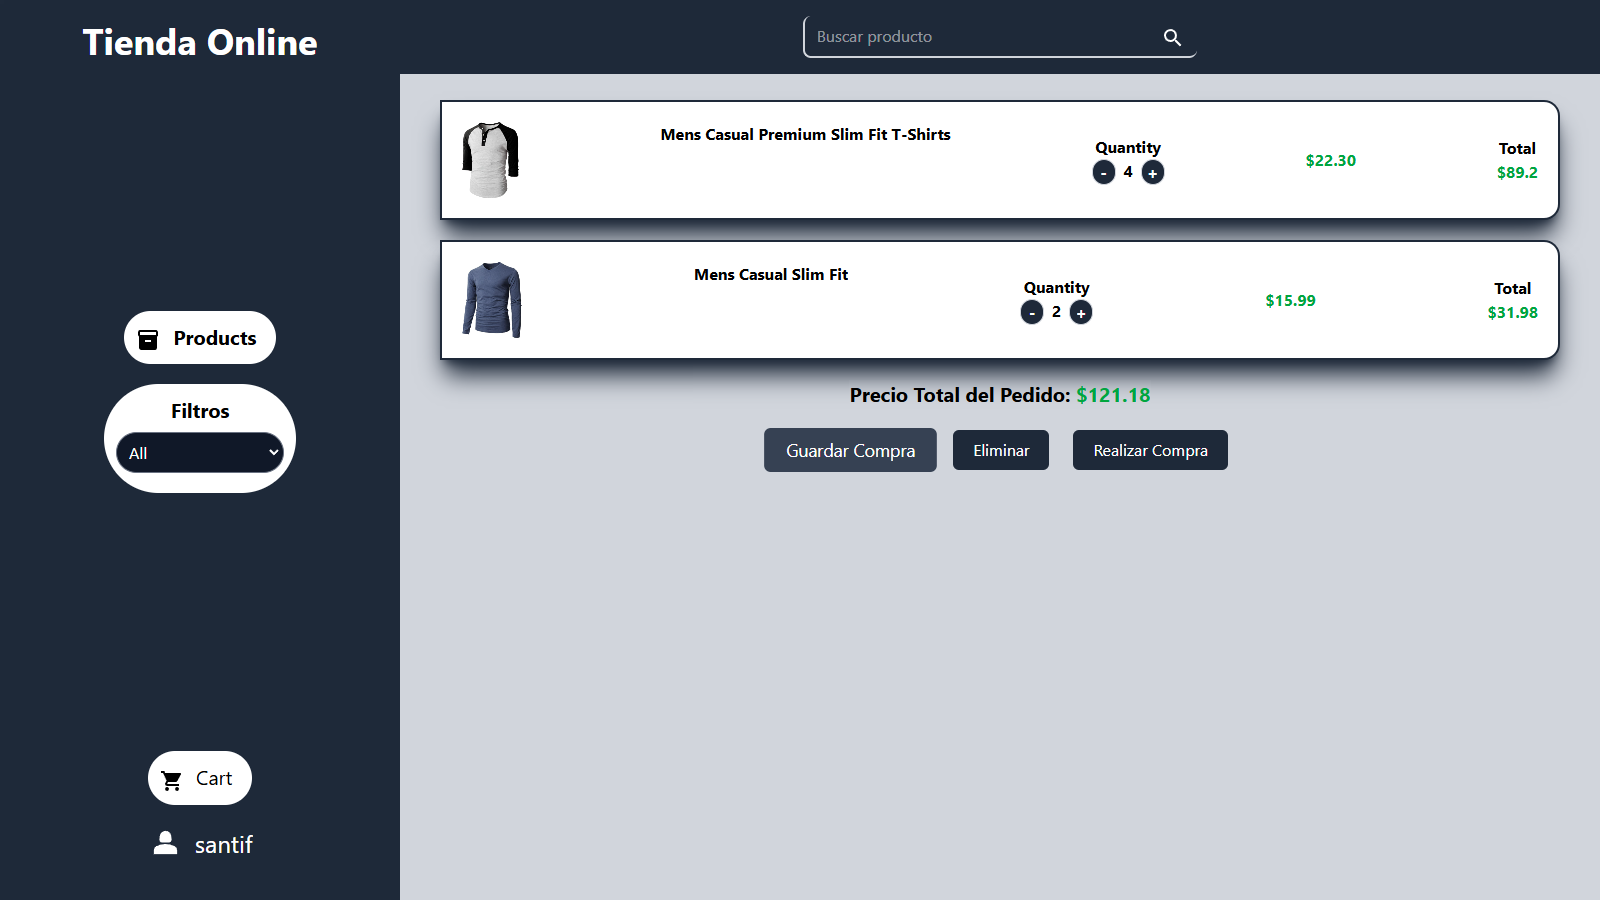 Tienda Online
Buscar producto
Products
Filtros
All
Cart
santif
Mens Casual Premium Slim Fit T-Shirts
Quantity
- 4 +
$22.30
Total
$89.2
Mens Casual Slim Fit
Quantity
- 2 +
$15.99
Total
$31.98
Precio Total del Pedido: $121.18
Guardar Compra
Eliminar
Realizar Compra